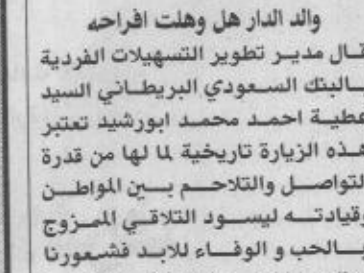 والد الدار هل وهلت افراحه
قال مدير تطوير التسهيلات الفردية
بالبنك السعودي البريطاني السيد
عطية احمد محمد ابورشيد تعتبر
هذه الزيارة تاريخية لما لها من قدرة
التواصل والتلاحم بين المواطن
وقيادته ليسود التلاقي الممزوج
بالحب و الوفاء للابد فشعورنا